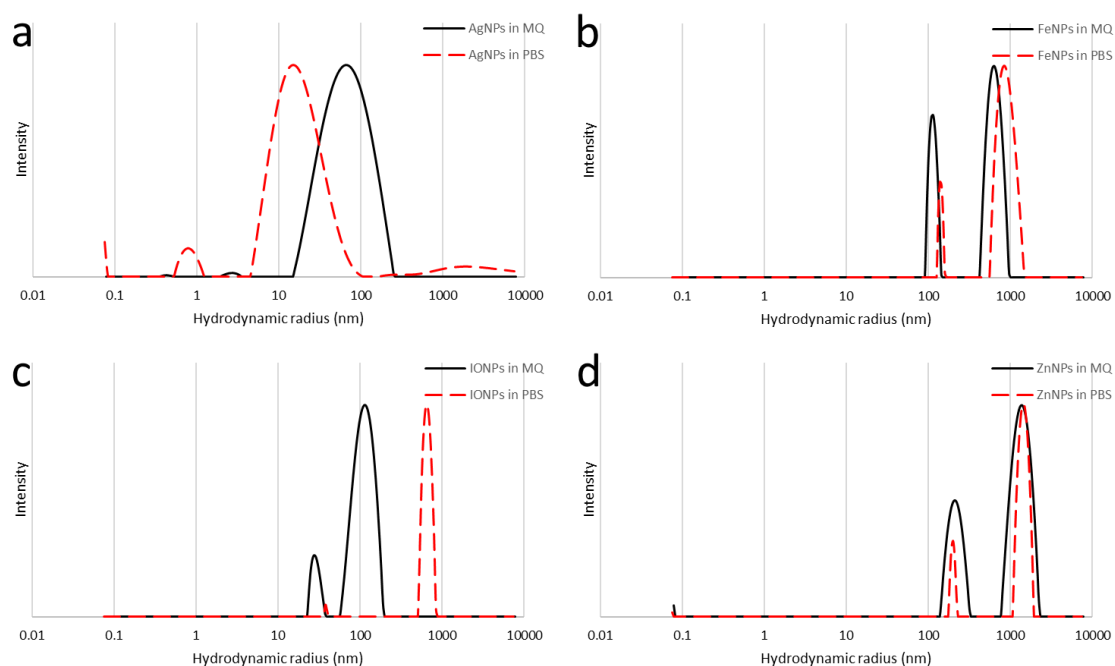 a
AgNPs in MQ
AgNPs in PBS
Intensity
0.01 0.1 1 10 100 1000 10000
Hydrodynamic radius (nm)
b
FeNPs in MQ
FeNPs in PBS
Intensity
0.01 0.1 1 10 100 1000 10000
Hydrodynamic radius (nm)
c
IONPs in MQ
IONPs in PBS
Intensity
0.01 0.1 1 10 100 1000 10000
Hydrodynamic radius (nm)
d
ZnNPs in MQ
ZnNPs in PBS
Intensity
0.01 0.1 1 10 100 1000 10000
Hydrodynamic radius (nm)